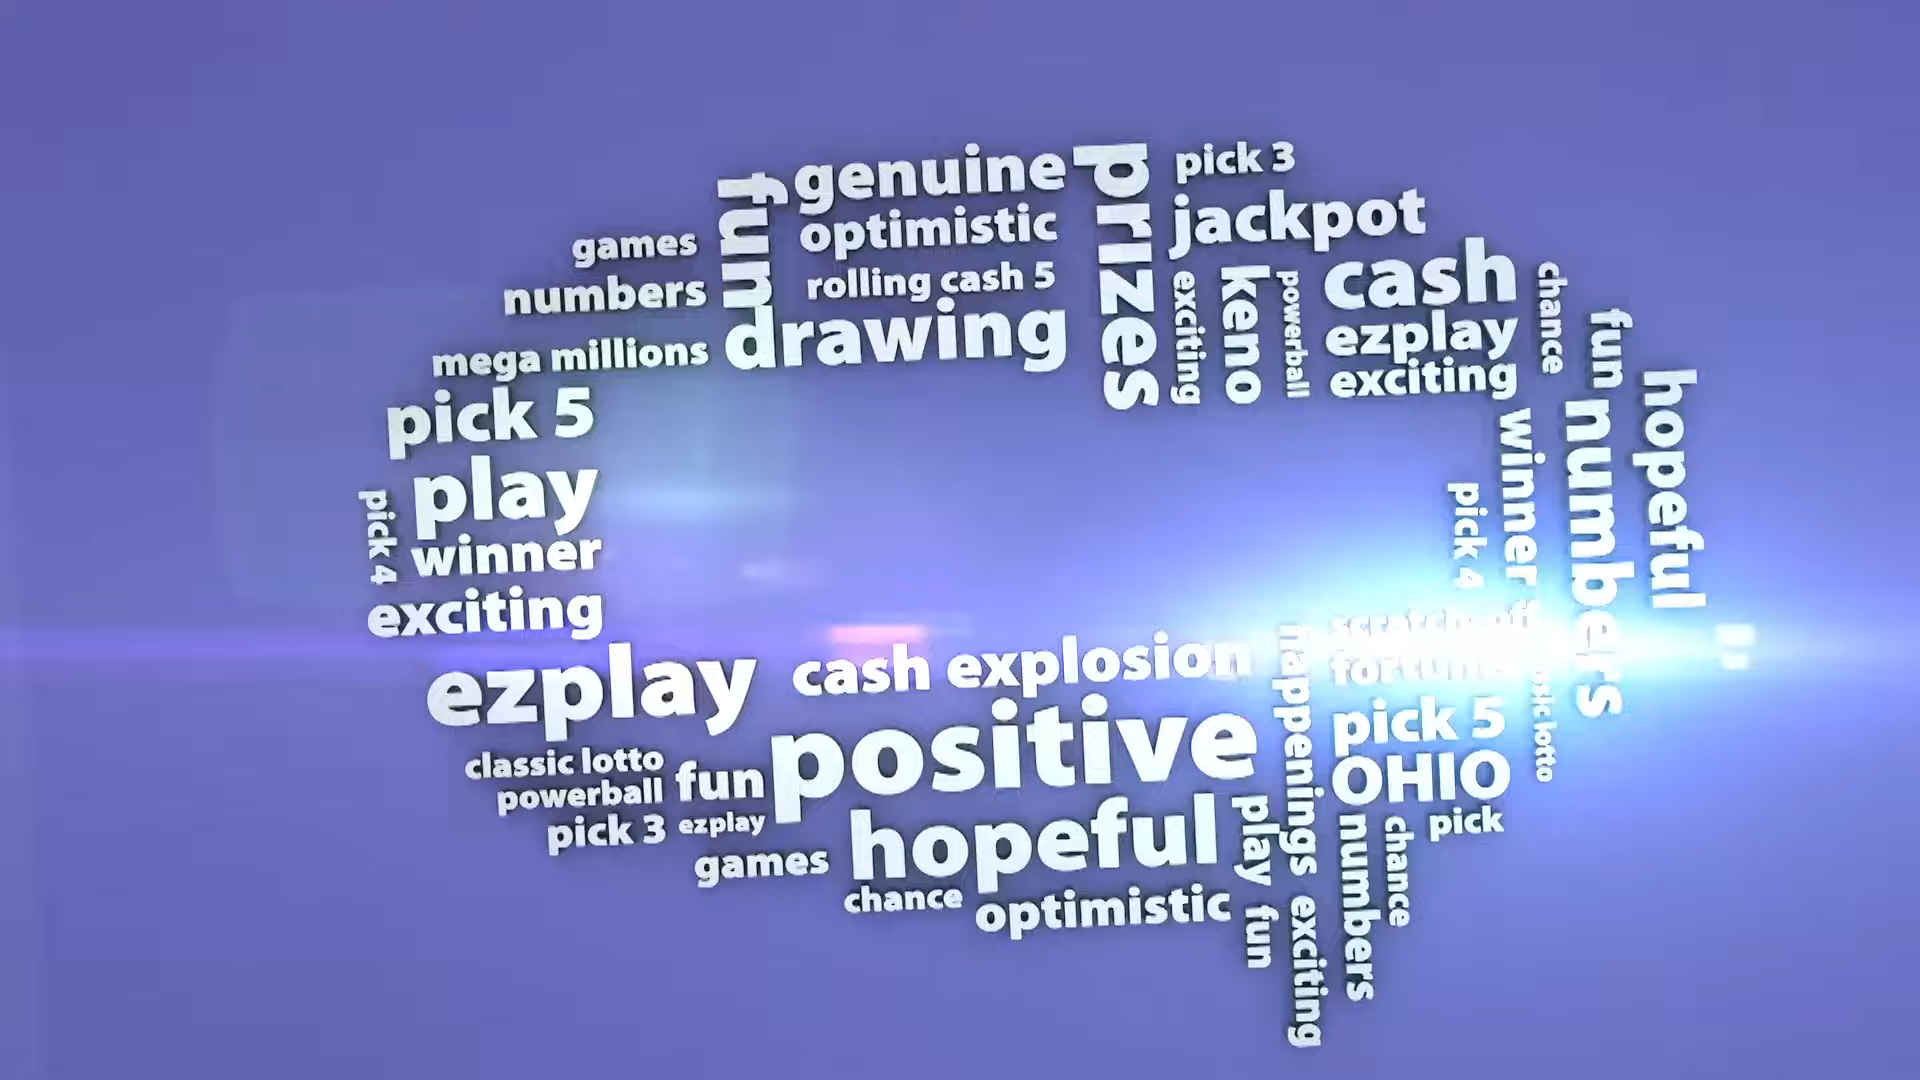 genuine
prizes
pick 3
fun
optimistic
jackpot
games
rolling cash 5
cash
numbers
drawing
exciting
keno
powerball
ezplay
chance
mega millions
exciting
fun
pick 5
winner
numbers
hopeful
play
pick 4
pick 4
winner
exciting
ezplay
cash explosion
happenings
positive
pick 5
classic lotto
fun
OHIO
powerball
pick 3
ezplay
hopeful
play
pick
games
numbers
chance
chance
optimistic
fun
exciting